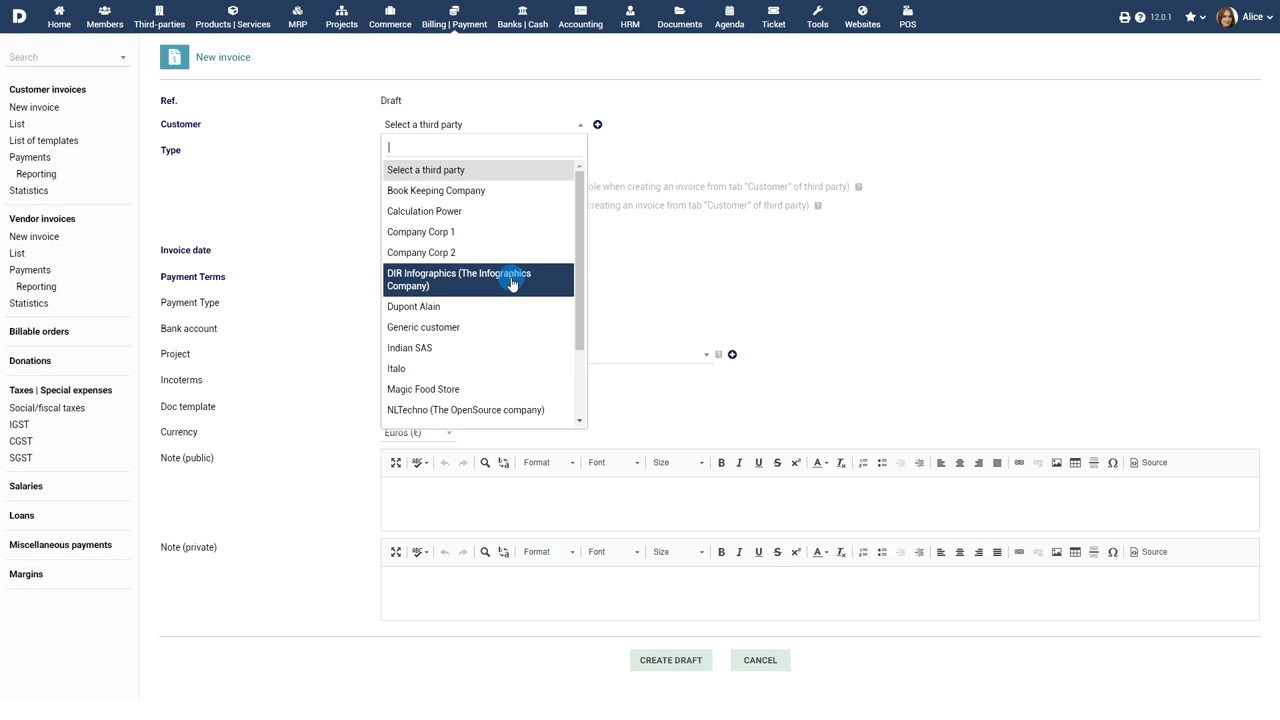 D
Home
Members
Third-parties
Products | Services
MRP
Projects
Commerce
Billing | Payment
Banks | Cash
Accounting
HRM
Documents
Agenda
Ticket
Tools
Websites
POS
12.0.1
Alice
Search
Customer invoices
New invoice
List
List of templates
Payments
Reporting
Statistics
Vendor invoices
New invoice
List
Payments
Reporting
Statistics
Billable orders
Donations
Taxes | Special expenses
Social/fiscal taxes
IGST
CGST
SGST
Salaries
Loans
Miscellaneous payments
Margins
New invoice
Ref.
Draft
Customer
Select a third party
Type
Select a third party
Book Keeping Company
Calculation Power
Company Corp 1
Company Corp 2
DIR Infographics (The Infographics
Company)
Dupont Alain
Generic customer
Indian SAS
Italo
Magic Food Store
NLTechno (The OpenSource company)
ble when creating an invoice from tab "Customer" of third party)
creating an invoice from tab "Customer" of third party)
Invoice date
Payment Terms
Payment Type
Bank account
Project
Incoterms
Doc template
Currency
Euros (€)
Note (public)
Format
Font
Size
B I U S x² A Tx
Ω
Source
Note (private)
Format
Font
Size
B I U S x² A Tx
Ω
Source
CREATE DRAFT
CANCEL